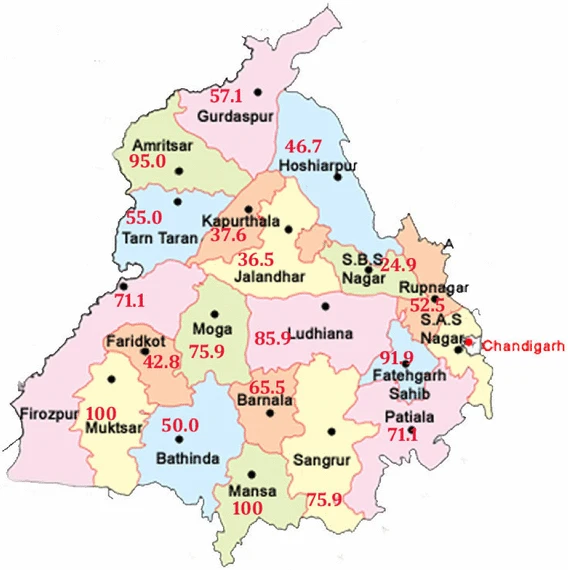 57.1
Gurdaspur
Amritsar
95.0
46.7
Hoshiarpur
55.0
Tarn Taran
Kapurthala
37.6
36.5
Jalandhar
S.B.S
Nagar
24.9
A
Rupnagar
52.5
S.A.S
Nagar
Chandigarh
71.1
Moga
75.9
85.9
Ludhiana
Faridkot
42.8
91.9
Fatehgarh
Sahib
Firozpur
100
Muktsar
50.0
Bathinda
65.5
Barnala
Patiala
71.1
Sangrur
75.9
Mansa
100